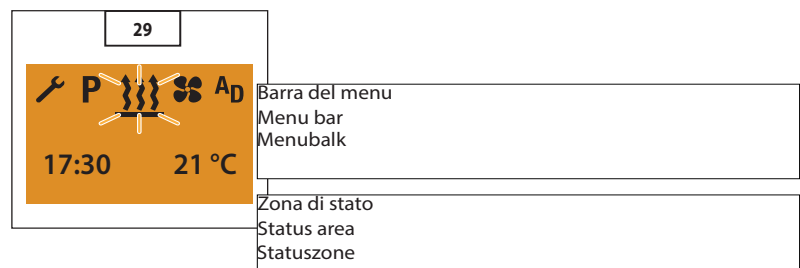 29
P AD
Barra del menu
Menu bar
Menubalk
17:30 21 °C
Zona di stato
Status area
Statuszone